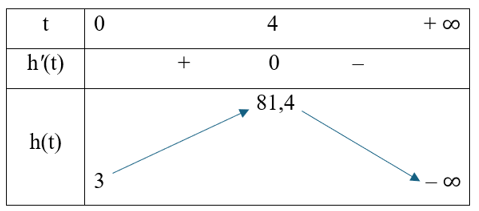 t 0 4 + ∞
h′(t) + 0 –
81,4
h(t)
3 – ∞